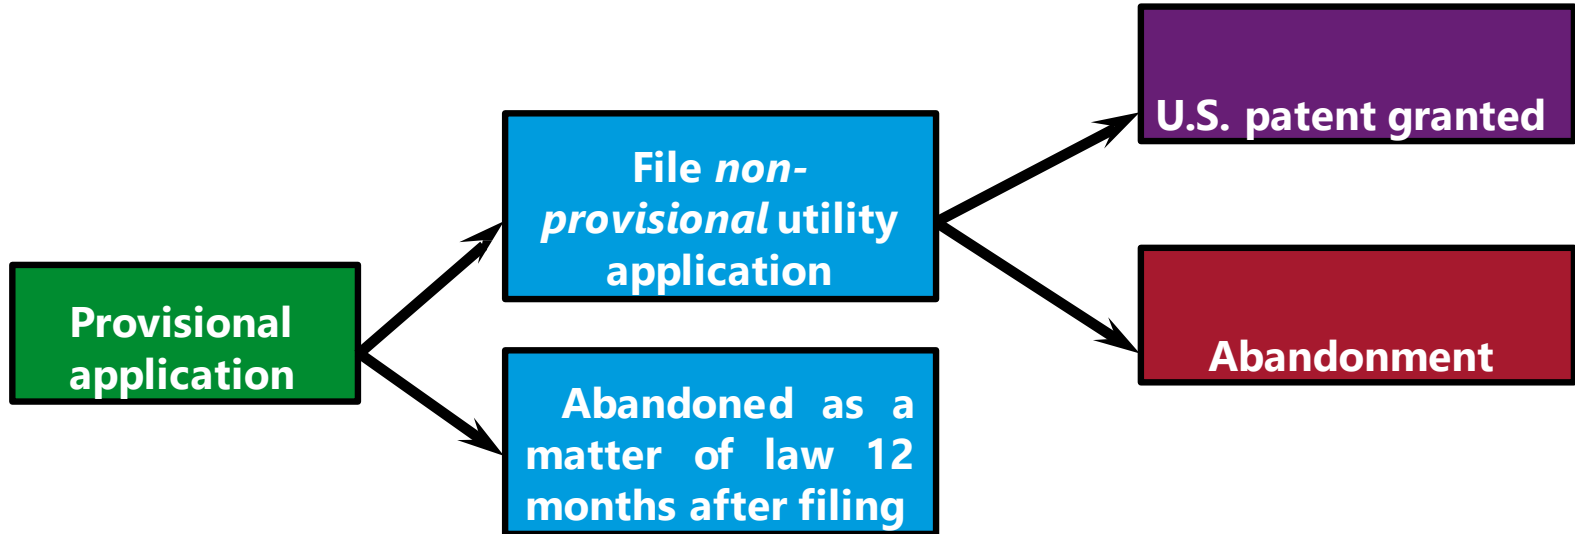 U.S. patent granted
File non-
provisional utility
application
Provisional
application
Abandonment
Abandoned as a
matter of law 12
months after filing